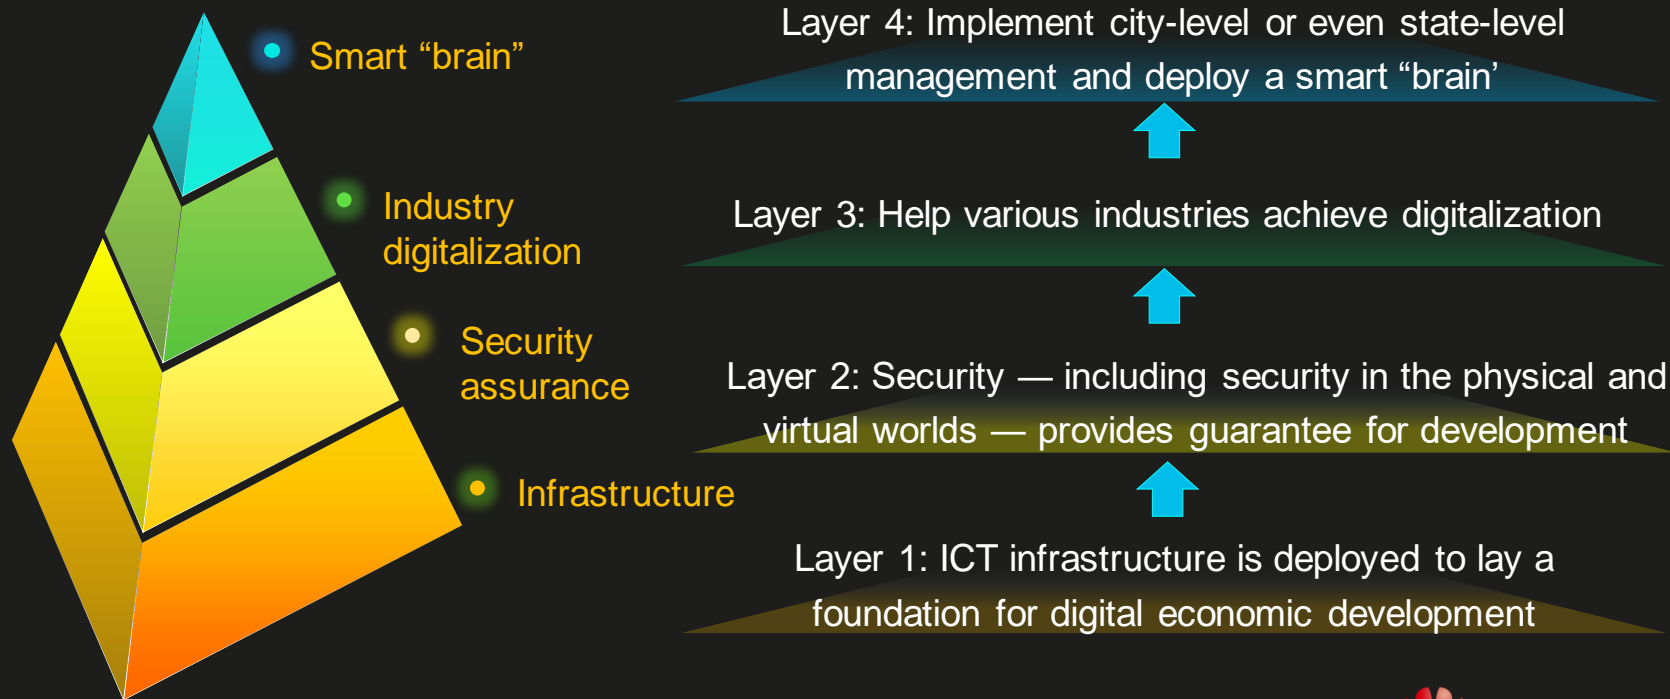 Smart “brain”
Industry
digitalization
Security
assurance
Infrastructure
Layer 4: Implement city-level or even state-level
management and deploy a smart “brain’
Layer 3: Help various industries achieve digitalization
Layer 2: Security — including security in the physical and
virtual worlds — provides guarantee for development
Layer 1: ICT infrastructure is deployed to lay a
foundation for digital economic development